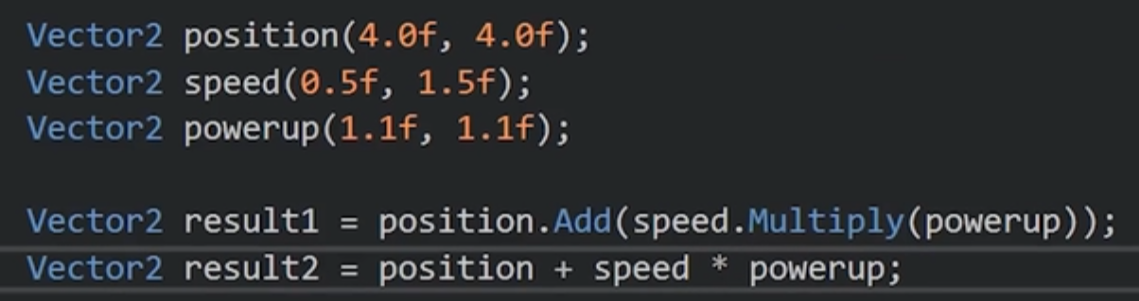 Vector2 position(4.0f, 4.0f);
Vector2 speed(0.5f, 1.5f);
Vector2 powerup(1.1f, 1.1f);
Vector2 result1 = position.Add(speed.Multiply(powerup));
Vector2 result2 = position + speed * powerup;